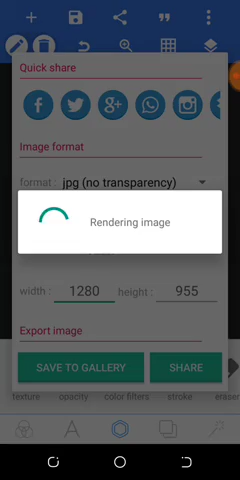 Quick share
Image format
format : jpg (no transparency)
Rendering image
width : 1280 height : 955
Export image
SAVE TO GALLERY SHARE
texture opacity color filters stroke eraser